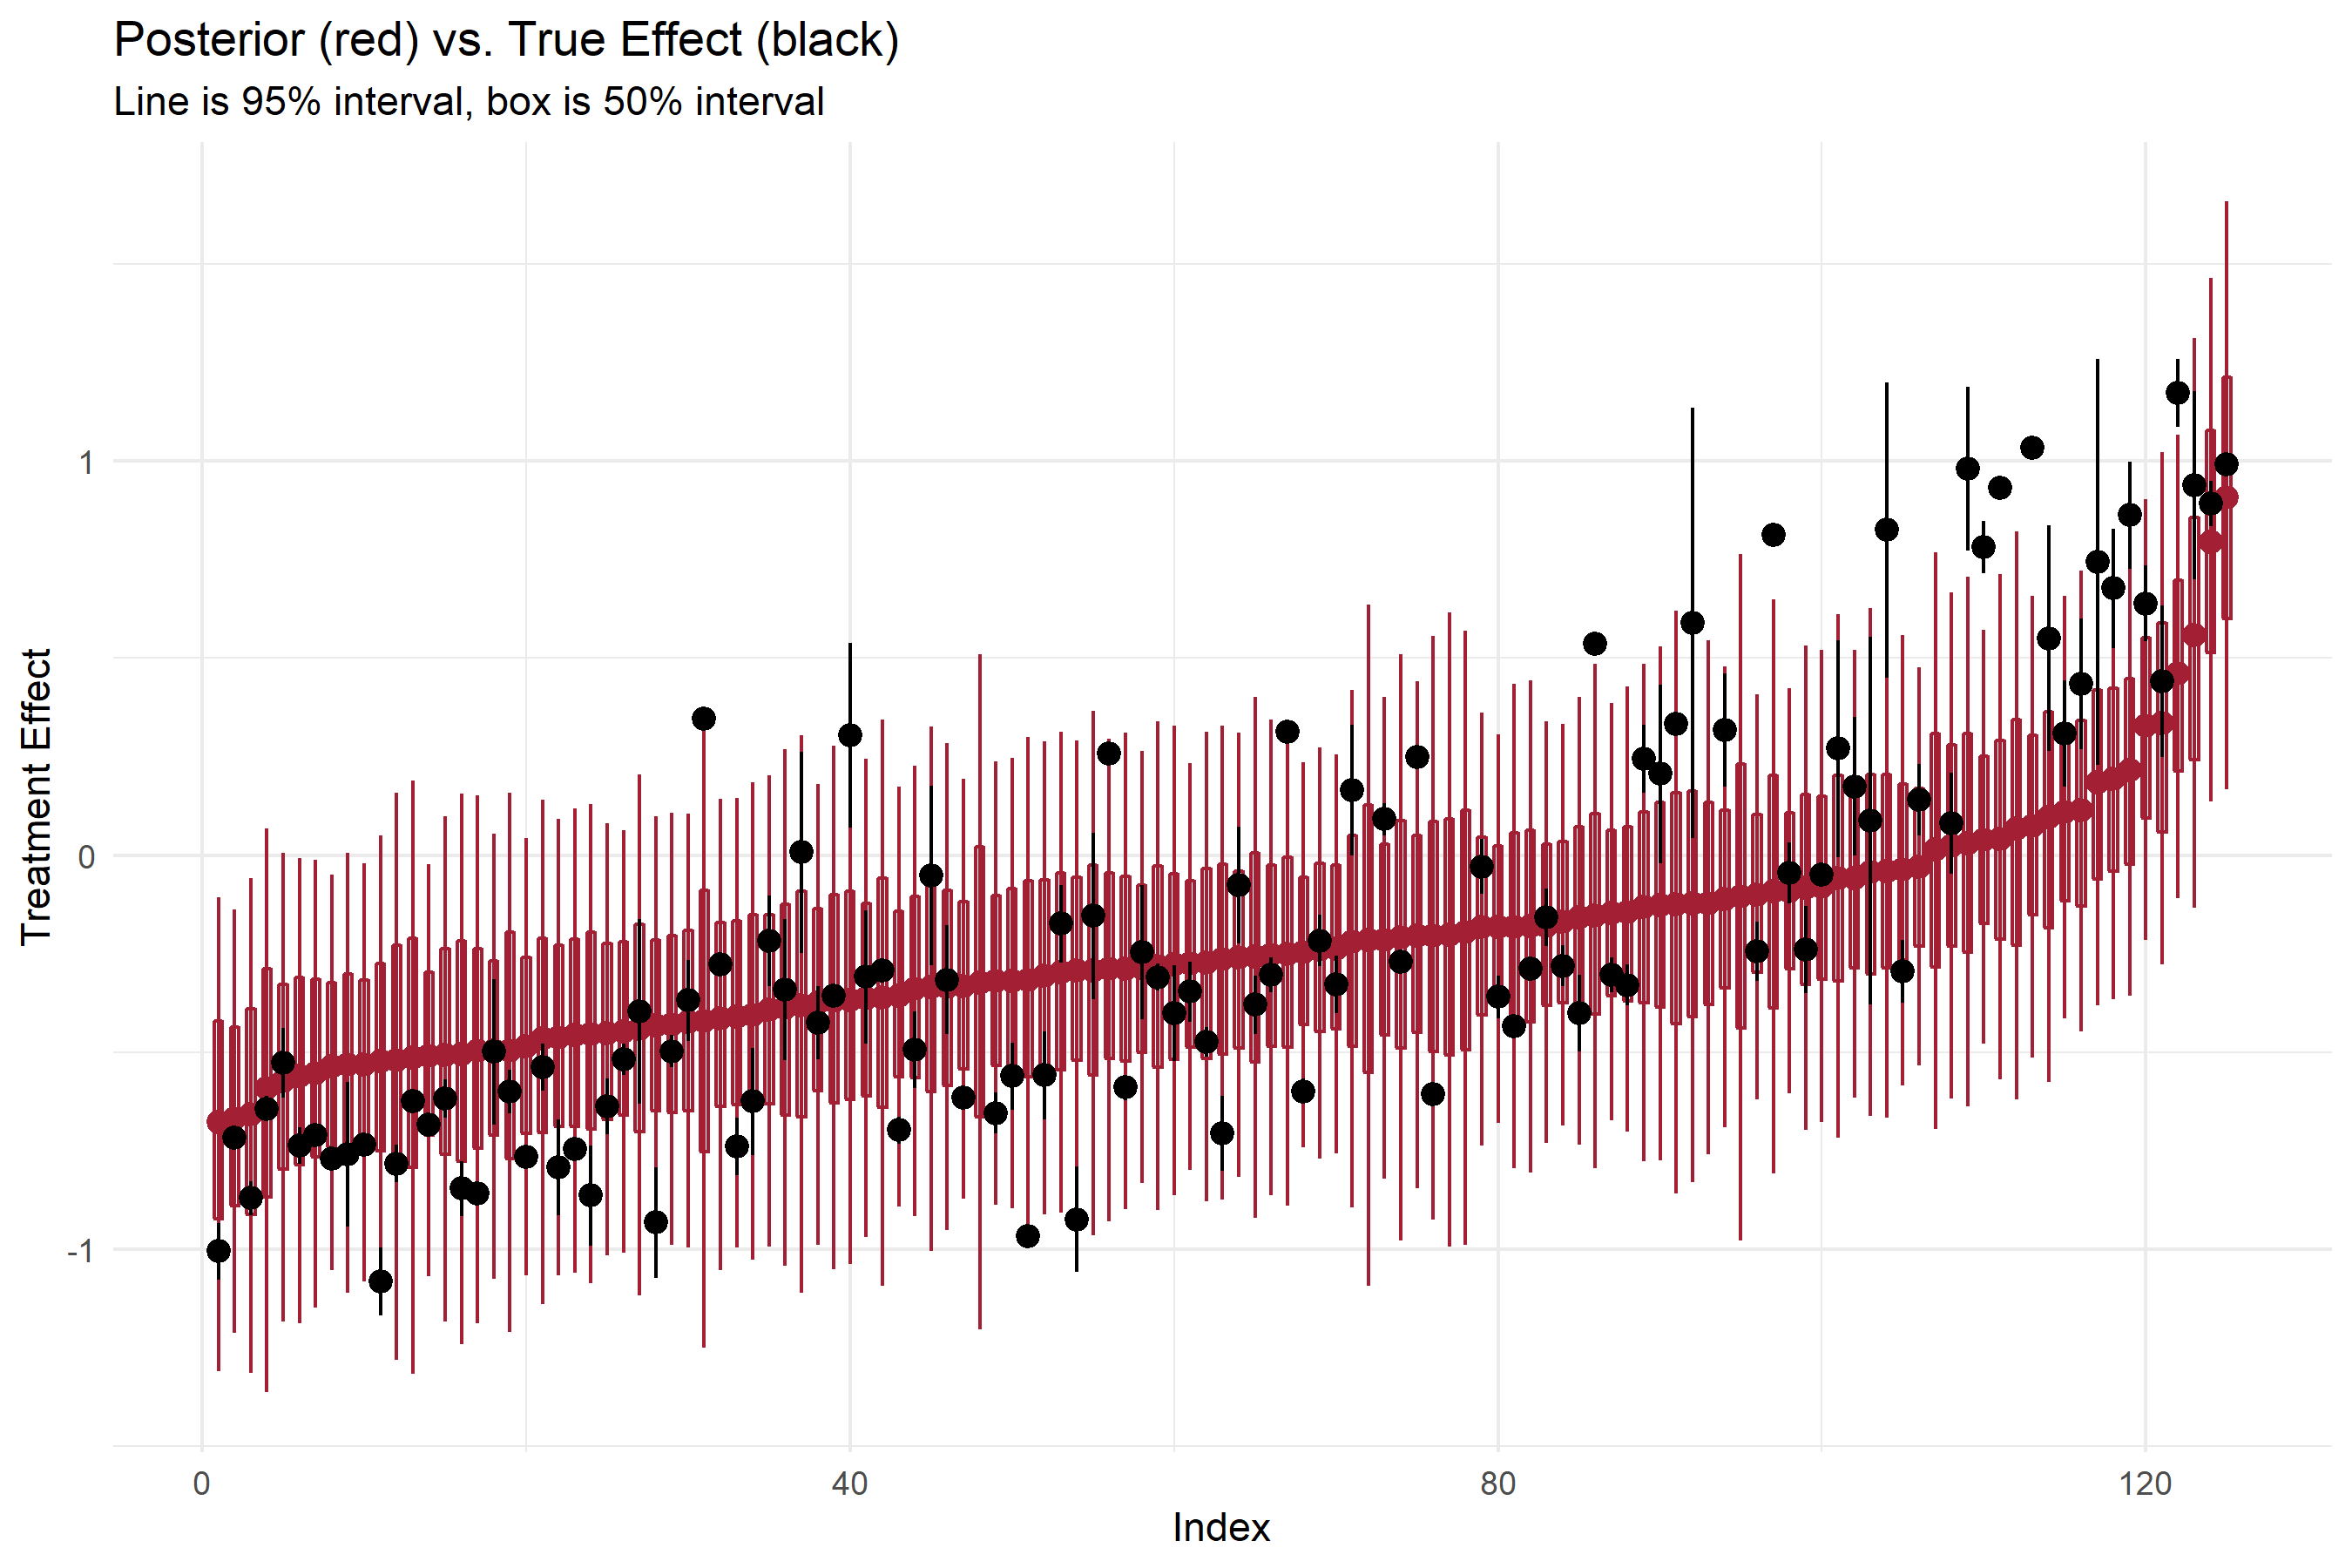 Posterior (red) vs. True Effect (black)
Line is 95% interval, box is 50% interval
Treatment Effect
1
0
-1
0
40
80
120
Index